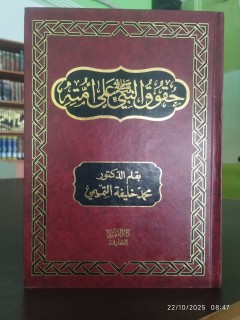 حقوق النبي ﷺ على أمته
بقلم الدكتور
محمد خليفة التميمي
22/10/2025 08:47